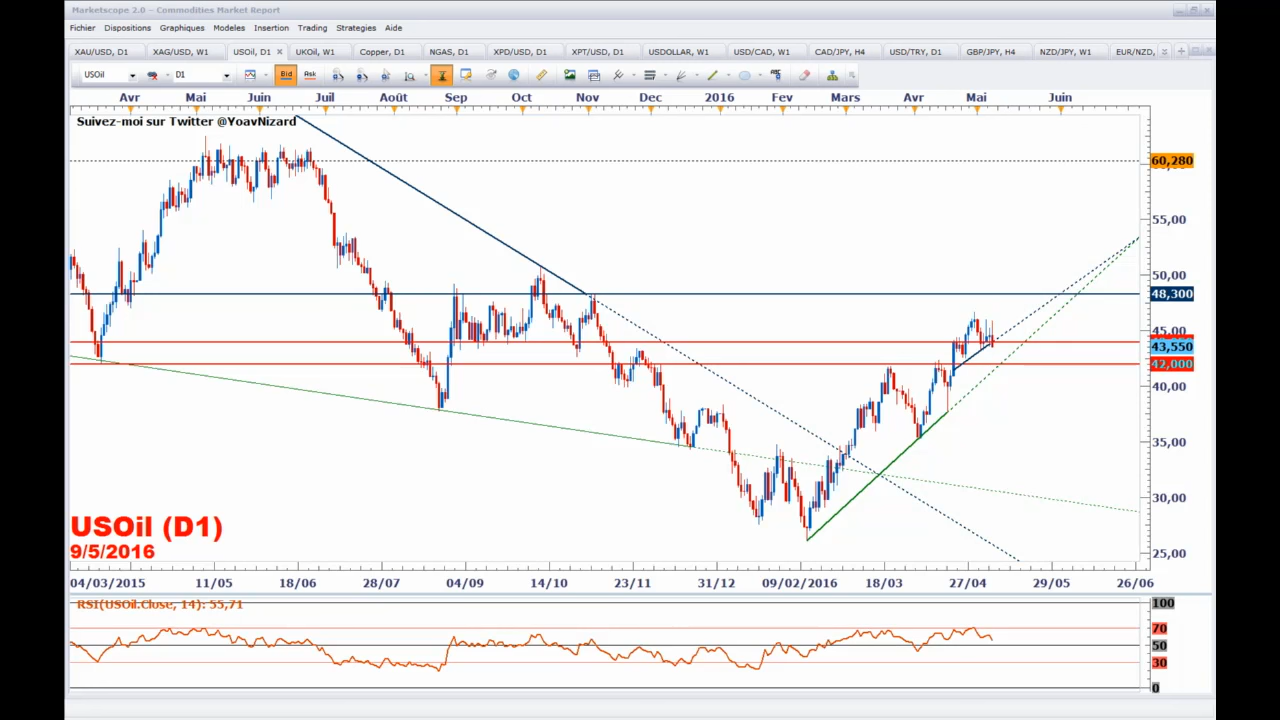 Marketscope 2.0 – Commodities Market Report
Fichier Dispositions Graphiques Modeles Insertion Trading Strategies Aide
XAU/USD, D1 XAG/USD, W1 USOil, D1 UKOil, W1 Copper, D1 NGAS, D1 XPD/USD, D1 XPT/USD, D1 USDOLLAR, W1 USD/CAD, W1 CAD/JPY, H4 USD/TRY, D1 GBP/JPY, H4 NZD/JPY, W1 EUR/NZD,
USOil D1 Bid Ask
Avr Mai Juin Juil Août Sep Oct Nov Dec 2016 Fev Mars Avr Mai Juin
Suivez-moi sur Twitter @YoavNizard
60,280
55,00
50,00
48,300
45,00
43,550
42,000
40,00
35,00
30,00
25,00
USOil (D1)
9/5/2016
04/03/2015 11/05 18/06 28/07 04/09 14/10 23/11 31/12 09/02/2016 18/03 27/04 29/05 26/06
RSI(USOil.Close, 14): 55,71
100
70
50
30
0